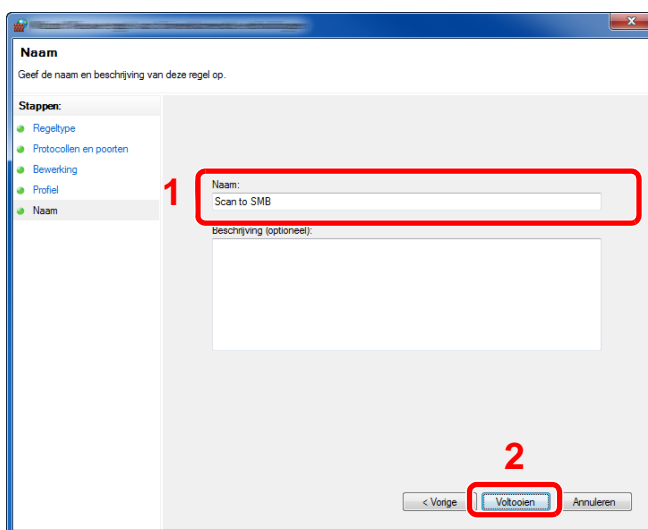 Naam
Geef de naam en beschrijving van deze regel op.
Stappen:
Regeltype
Protocollen en poorten
Bewerking
Profiel
Naam
1
Naam:
Scan to SMB
Beschrijving (optioneel):
2
< Vorige
Voltooien
Annuleren